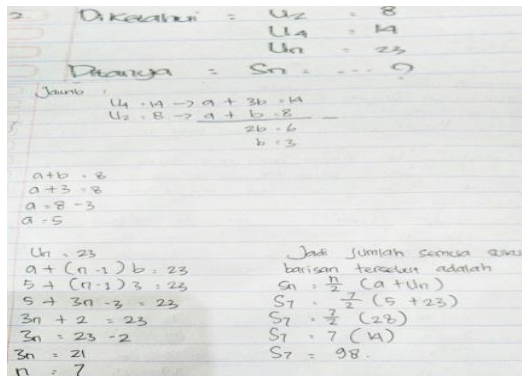 2. Diketahui : U2 = 8
U4 = 14
Un = 23
Ditanya : Sn = .... ?
Jawab :
U4 = 14 -> a + 3b = 14
U2 = 8 -> a + b = 8 -
2b = 6
b = 3
a+b = 8
a+3 = 8
a = 8 - 3
a = 5
Un = 23
a + (n-1) b = 23
5 + (n-1) 3 = 23
5 + 3n - 3 = 23
3n + 2 = 23
3n = 23 - 2
3n = 21
n = 7
Jadi jumlah semua suku
barisan tersebut adalah
Sn = n/2 (a + Un)
S7 = 7/2 (5 + 23)
S7 = 7/2 (28)
S7 = 7 (14)
S7 = 98.